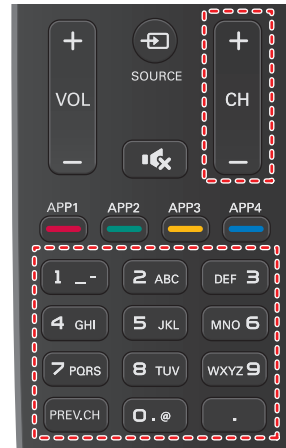 + +
SOURCE
VOL CH
– –
APP1 APP2 APP3 APP4
1 _- 2 ABC DEF 3
4 GHI 5 JKL MNO 6
7 PQRS 8 TUV WXYZ 9
PREV.CH 0.@ .